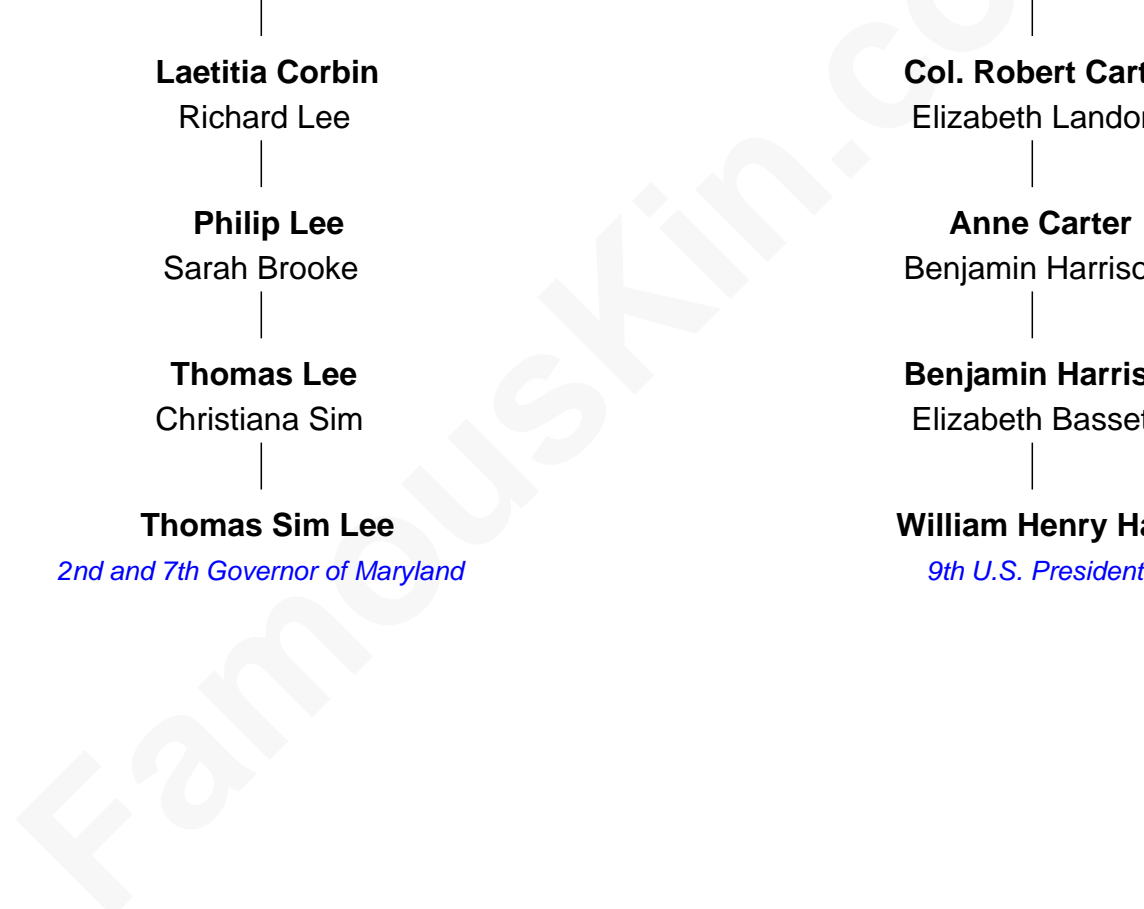 Laetitia Corbin
Richard Lee
Philip Lee
Sarah Brooke
Thomas Lee
Christiana Sim
Thomas Sim Lee
2nd and 7th Governor of Maryland
Col. Robert
Elizabeth
Anne Carter
Benjamin
Benjamin
Elizabeth
William Henry
9th U.S. President